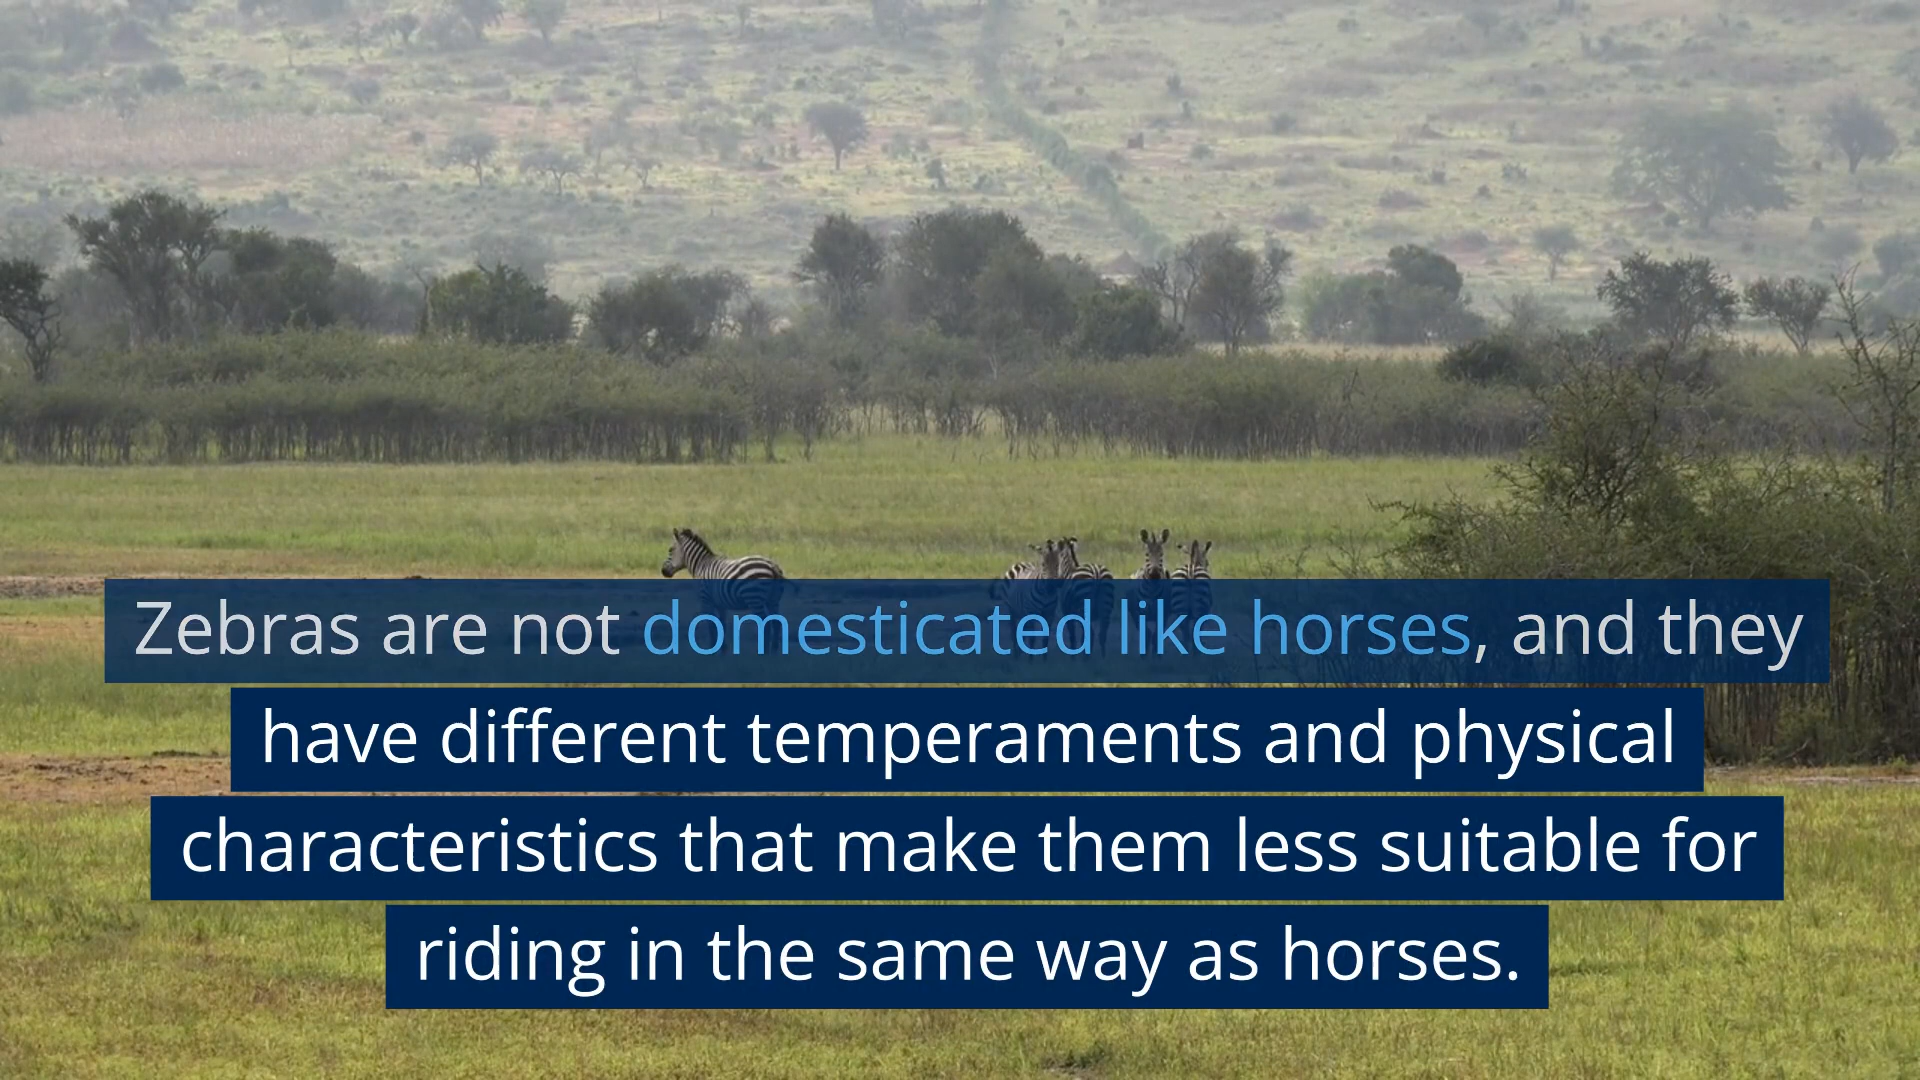 Zebras are not domesticated like horses, and they
have different temperaments and physical
characteristics that make them less suitable for
riding in the same way as horses.